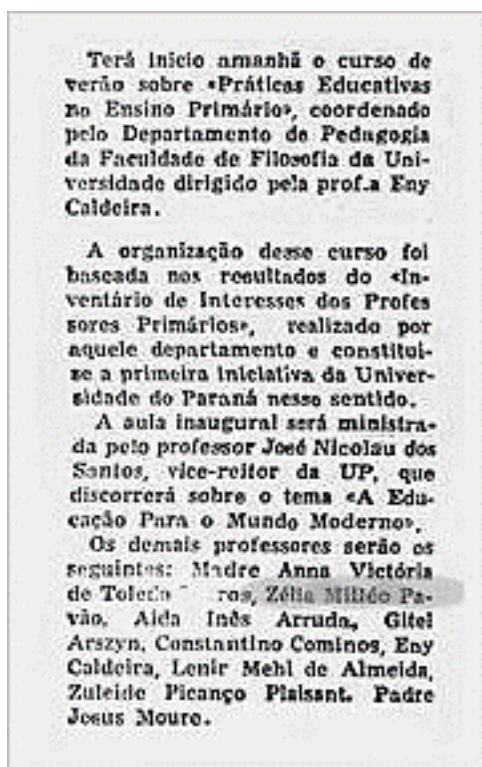 Terá início amanhã o curso de
verão sobre «Práticas Educativas
no Ensino Primário», coordenado
pelo Departamento de Pedagogia
da Faculdade de Filosofia da Uni-
versidade dirigido pela prof.a Eny
Caldeira.
A organização desse curso foi
baseada nos resultados do «In-
ventário de Interesses dos Profes
sores Primários», realizado por
aquele departamento e constitui-
se a primeira iniciativa da Univer-
sidade do Paraná nesse sentido.
A aula inaugural será ministra-
da pelo professor José Nicolau dos
Santos, vice-reitor da UP, que
discorrerá sobre o tema «A Edu-
cação Para o Mundo Moderno».
Os demais professores serão os
seguintes: Madre Anna Victória
de Toledo ros, Zélia Milléo Pa-
vão, Aida Inês Arruda, Gitel
Arszyn, Constantino Cominos, Eny
Caldeira, Lenir Mehl de Almeida,
Zuleide Picanço Plaisant. Padre
Jesus Moure.